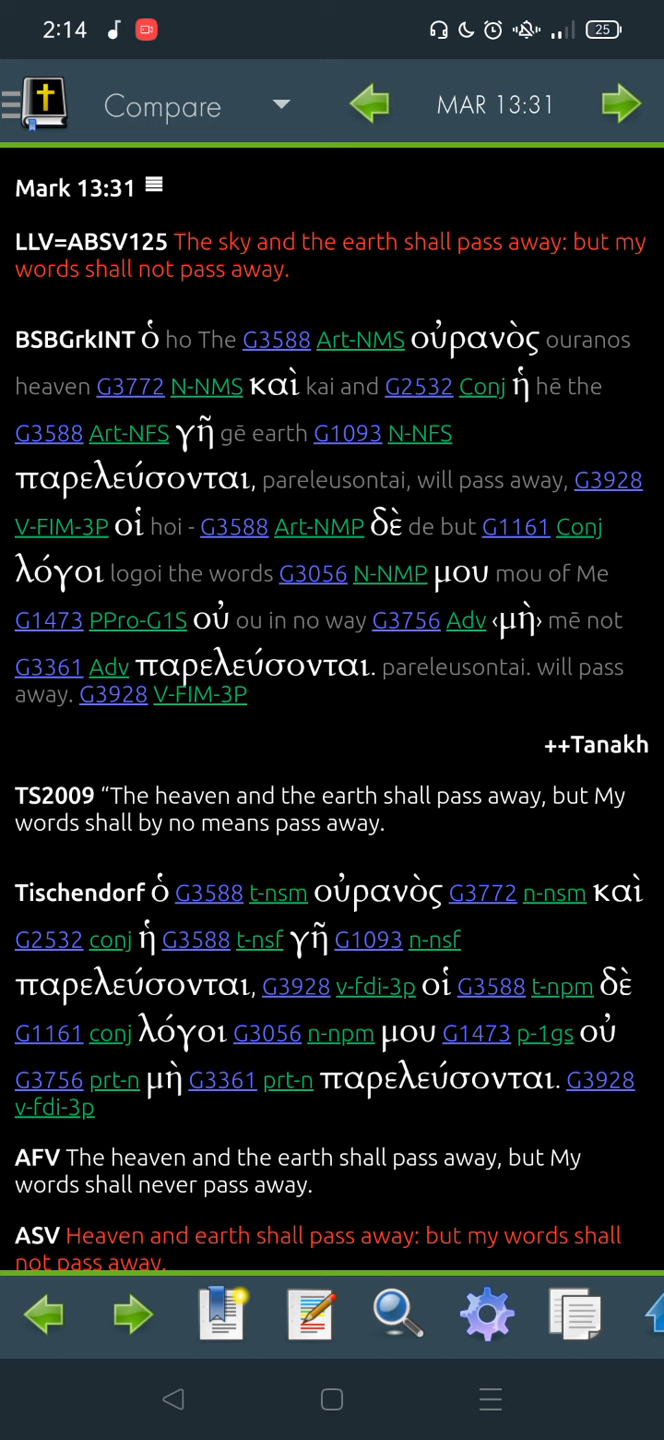 2:14
25
Compare
MAR 13:31
Mark 13:31
LLV=ABSV125 The sky and the earth shall pass away: but my
words shall not pass away.
BSBGrkINT ὁ ho The G3588 Art-NMS οὐρανὸς ouranos
heaven G3772 N-NMS καὶ kai and G2532 Conj ἡ hē the
G3588 Art-NFS γῆ gē earth G1093 N-NFS
παρελεύσονται, pareleusontai, will pass away, G3928
V-FIM-3P οἱ hoi - G3588 Art-NMP δὲ de but G1161 Conj
λόγοι logoi the words G3056 N-NMP μου mou of Me
G1473 PPro-G1S οὐ ou in no way G3756 Adv ‹μὴ› mē not
G3361 Adv παρελεύσονται. pareleusontai. will pass
away. G3928 V-FIM-3P
++Tanakh
TS2009 “The heaven and the earth shall pass away, but My
words shall by no means pass away.
Tischendorf ὁ G3588 t-nsm οὐρανὸς G3772 n-nsm καὶ
G2532 conj ἡ G3588 t-nsf γῆ G1093 n-nsf
παρελεύσονται, G3928 v-fdi-3p οἱ G3588 t-npm δὲ
G1161 conj λόγοι G3056 n-npm μου G1473 p-1gs οὐ
G3756 prt-n μὴ G3361 prt-n παρελεύσονται. G3928
v-fdi-3p
AFV The heaven and the earth shall pass away, but My
words shall never pass away.
ASV Heaven and earth shall pass away: but my words shall
not pass away.